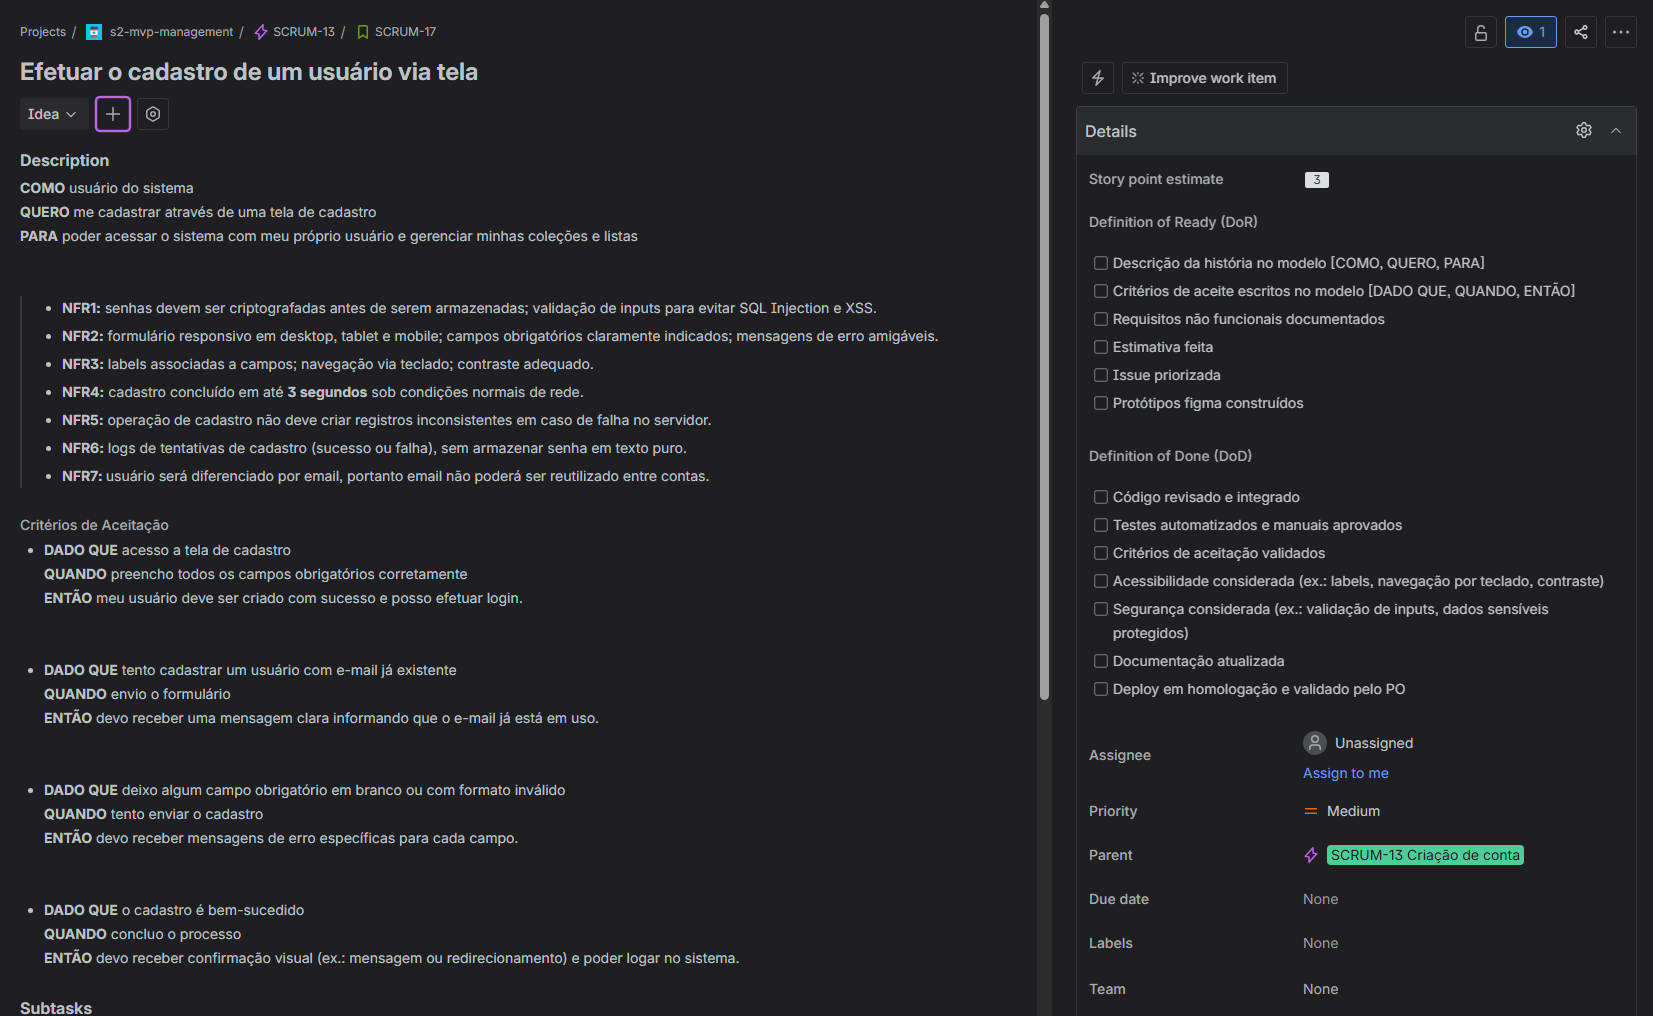 Projects / s2-mvp-management / SCRUM-13 / SCRUM-17
Efetuar o cadastro de um usuário via tela
Idea
Description
COMO usuário do sistema
QUERO me cadastrar através de uma tela de cadastro
PARA poder acessar o sistema com meu próprio usuário e gerenciar minhas coleções e listas
• NFR1: senhas devem ser criptografadas antes de serem armazenadas; validação de inputs para evitar SQL Injection e XSS.
• NFR2: formulário responsivo em desktop, tablet e mobile; campos obrigatórios claramente indicados; mensagens de erro amigáveis.
• NFR3: labels associadas a campos; navegação via teclado; contraste adequado.
• NFR4: cadastro concluído em até 3 segundos sob condições normais de rede.
• NFR5: operação de cadastro não deve criar registros inconsistentes em caso de falha no servidor.
• NFR6: logs de tentativas de cadastro (sucesso ou falha), sem armazenar senha em texto puro.
• NFR7: usuário será diferenciado por email, portanto email não poderá ser reutilizado entre contas.
Critérios de Aceitação
• DADO QUE acesso a tela de cadastro
QUANDO preencho todos os campos obrigatórios corretamente
ENTÃO meu usuário deve ser criado com sucesso e posso efetuar login.
• DADO QUE tento cadastrar um usuário com e-mail já existente
QUANDO envio o formulário
ENTÃO devo receber uma mensagem clara informando que o e-mail já está em uso.
• DADO QUE deixo algum campo obrigatório em branco ou com formato inválido
QUANDO tento enviar o cadastro
ENTÃO devo receber mensagens de erro específicas para cada campo.
• DADO QUE o cadastro é bem-sucedido
QUANDO concluo o processo
ENTÃO devo receber confirmação visual (ex.: mensagem ou redirecionamento) e poder logar no sistema.
Subtasks
1
Improve work item
Details
Story point estimate 3
Definition of Ready (DoR)
Descrição da história no modelo [COMO, QUERO, PARA]
Critérios de aceite escritos no modelo [DADO QUE, QUANDO, ENTÃO]
Requisitos não funcionais documentados
Estimativa feita
Issue priorizada
Protótipos figma construídos
Definition of Done (DoD)
Código revisado e integrado
Testes automatizados e manuais aprovados
Critérios de aceitação validados
Acessibilidade considerada (ex.: labels, navegação por teclado, contraste)
Segurança considerada (ex.: validação de inputs, dados sensíveis
protegidos)
Documentação atualizada
Deploy em homologação e validado pelo PO
Assignee Unassigned
Assign to me
Priority Medium
Parent SCRUM-13 Criação de conta
Due date None
Labels None
Team None